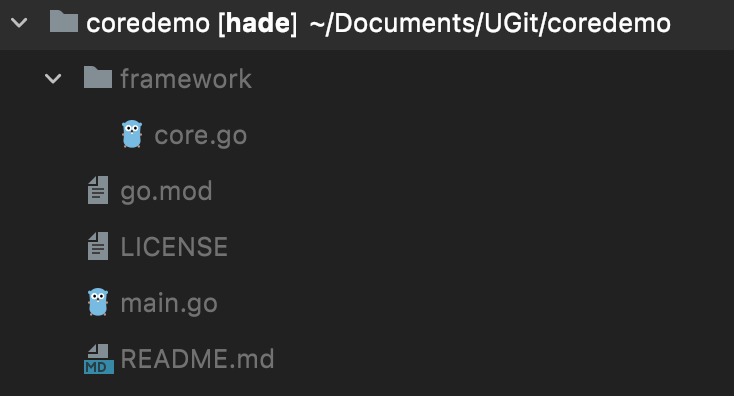 coredemo [hade] ~/Documents/UGit/coredemo
framework
core.go
go.mod
LICENSE
main.go
MD README.md